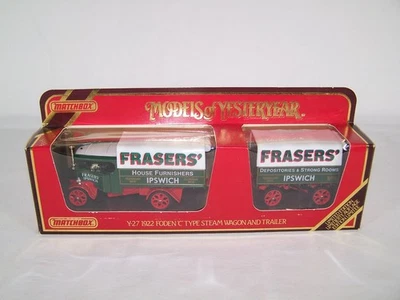 MATCHBOX
MODELS of YESTERYEAR
FRASERS'
HOUSE FURNISHERS
IPSWICH
FRASERS'
DEPOSITORIES & STRONG ROOMS
IPSWICH
MATCHBOX
Y-27 1922 FODEN 'C' TYPE STEAM WAGON AND TRAILER